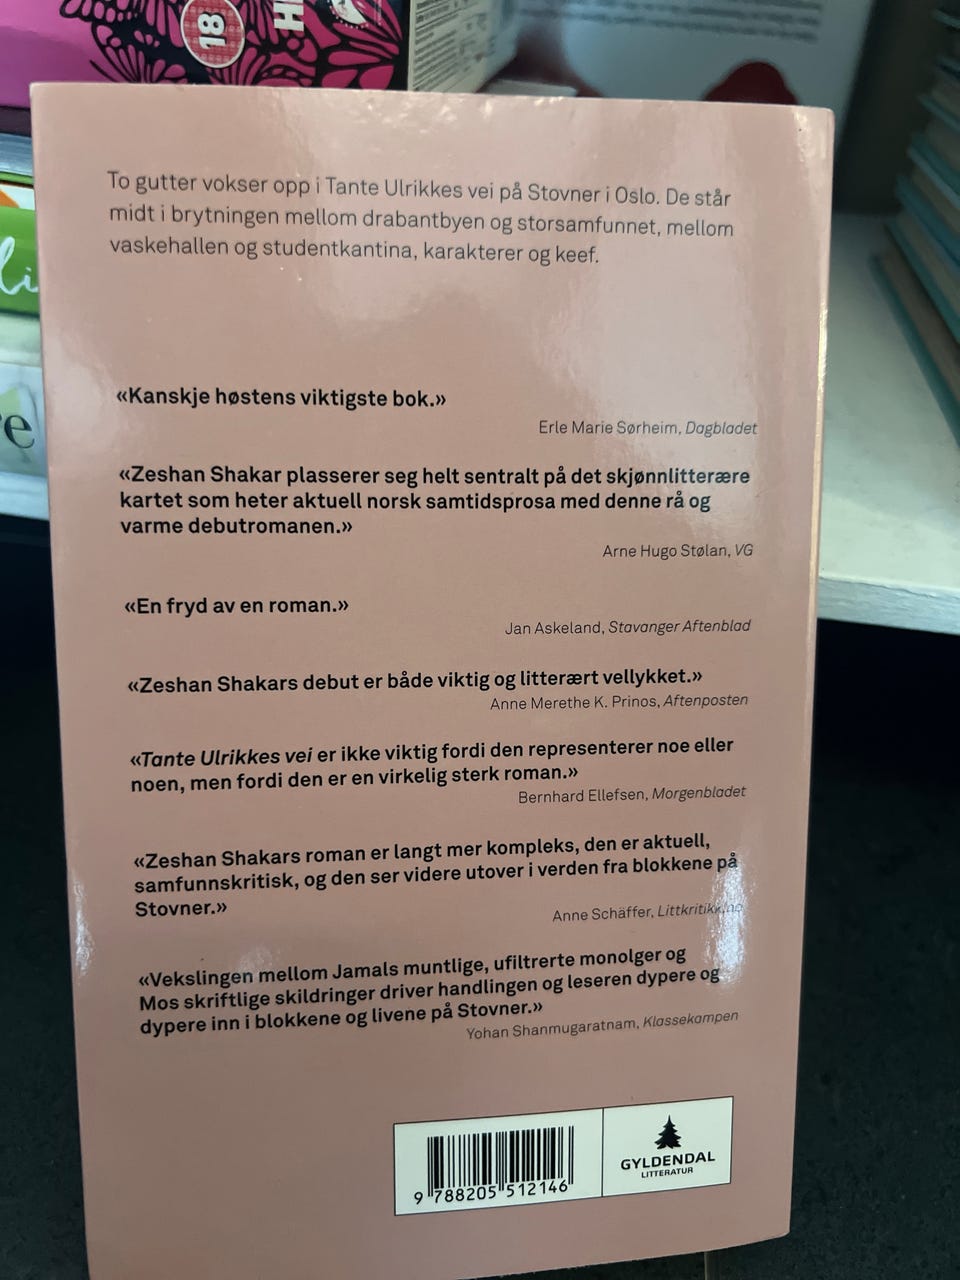 18
H
li
re
To gutter vokser opp i Tante Ulrikkes vei på Stovner i Oslo. De står
midt i brytningen mellom drabantbyen og storsamfunnet, mellom
vaskehallen og studentkantina, karakterer og keef.
«Kanskje høstens viktigste bok.»
Erle Marie Sørheim, Dagbladet
«Zeshan Shakar plasserer seg helt sentralt på det skjønnlitterære
kartet som heter aktuell norsk samtidsprosa med denne rå og
varme debutromanen.»
Arne Hugo Stølan, VG
«En fryd av en roman.»
Jan Askeland, Stavanger Aftenblad
«Zeshan Shakars debut er både viktig og litterært vellykket.»
Anne Merethe K. Prinos, Aftenposten
«Tante Ulrikkes vei er ikke viktig fordi den representerer noe eller
noen, men fordi den er en virkelig sterk roman.»
Bernhard Ellefsen, Morgenbladet
«Zeshan Shakars roman er langt mer kompleks, den er aktuell,
samfunnskritisk, og den ser videre utover i verden fra blokkene på
Stovner.»
Anne Schäffer, Littkritikk.no
«Vekslingen mellom Jamals muntlige, ufiltrerte monolger og
Mos skriftlige skildringer driver handlingen og leseren dypere og
dypere inn i blokkene og livene på Stovner.»
Yohan Shanmugaratnam, Klassekampen
9 788205 512146
GYLDENDAL
LITTERATUR